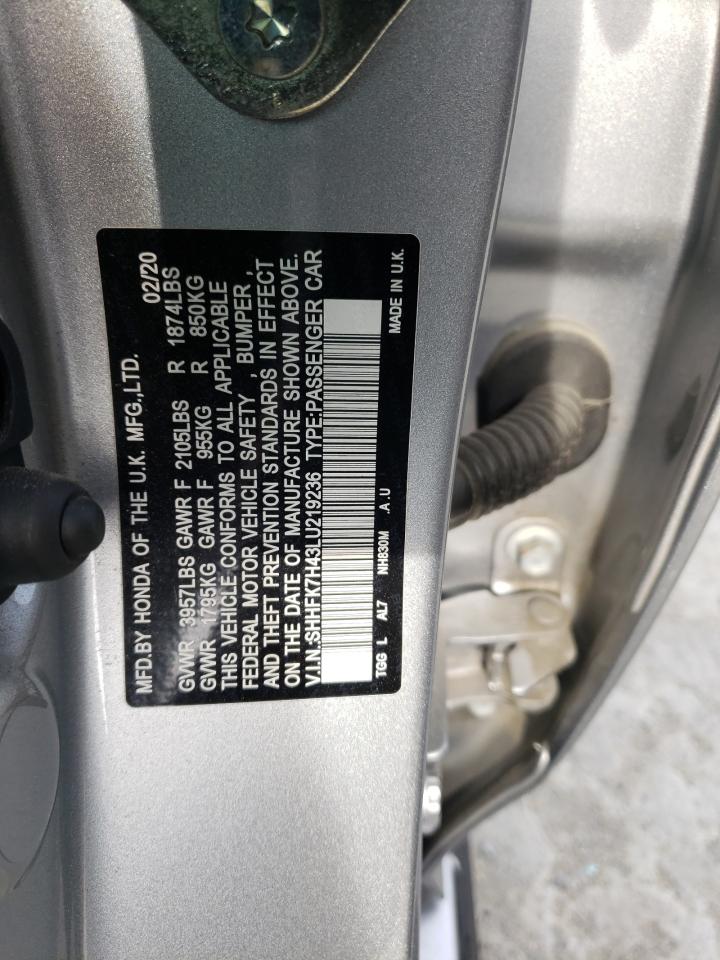 MFD.BY HONDA OF THE U.K. MFG.,LTD. 02/20
GVWR 3957LBS GAWR F 2105LBS R 1874LBS
GVWR 1795KG GAWR F 955KG R 850KG
THIS VEHICLE CONFORMS TO ALL APPLICABLE
FEDERAL MOTOR VEHICLE SAFETY , BUMPER ,
AND THEFT PREVENTION STANDARDS IN EFFECT
ON THE DATE OF MANUFACTURE SHOWN ABOVE.
V.I.N.:SHHFK7H43LU219236 TYPE:PASSENGER CAR
TGG L AL7 NH830M .A .U MADE IN U.K.